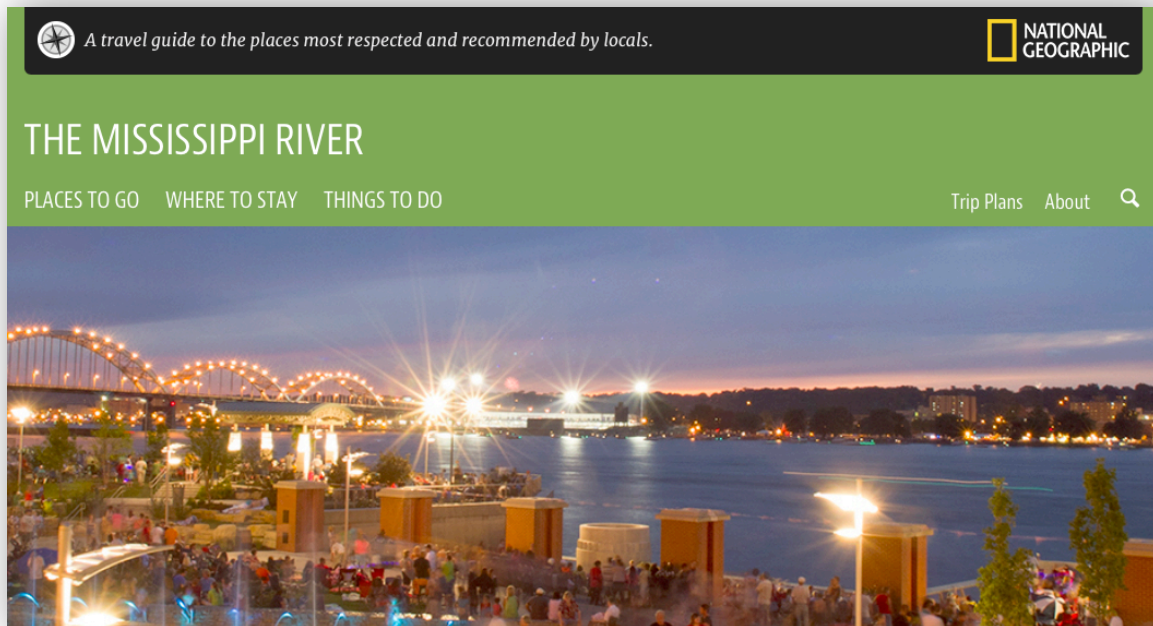 A travel guide to the places most respected and recommended by locals.
NATIONAL
GEOGRAPHIC
THE MISSISSIPPI RIVER
PLACES TO GO WHERE TO STAY THINGS TO DO
Trip Plans About